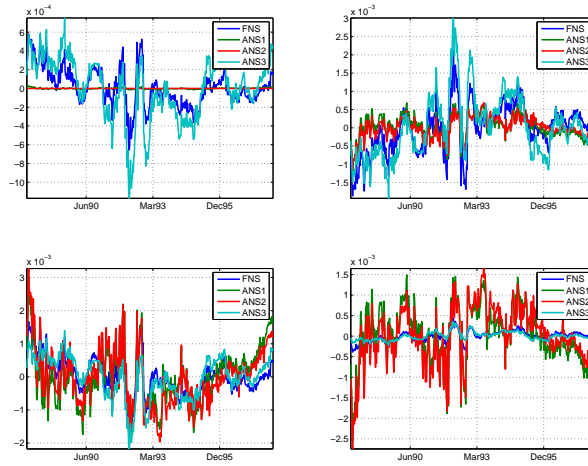 x 10⁻⁴
6
4
2
0
−2
−4
−6
−8
−10
Jun90 Mar93 Dec95
FNS
ANS1
ANS2
ANS3
x 10⁻³
3
2.5
2
1.5
1
0.5
0
−0.5
−1
−1.5
Jun90 Mar93 Dec95
FNS
ANS1
ANS2
ANS3
x 10⁻³
3
2
1
0
−1
−2
Jun90 Mar93 Dec95
FNS
ANS1
ANS2
ANS3
x 10⁻³
1.5
1
0.5
0
−0.5
−1
−1.5
−2
−2.5
Jun90 Mar93 Dec95
FNS
ANS1
ANS2
ANS3